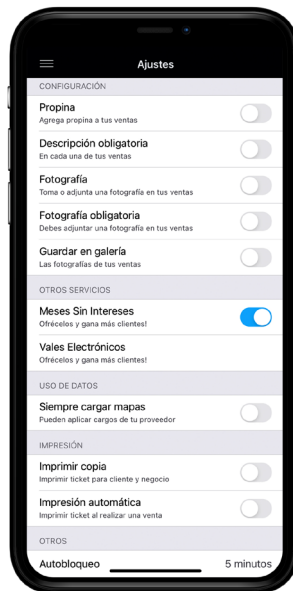 Ajustes
CONFIGURACIÓN
Propina
Agrega propina a tus ventas
Descripción obligatoria
En cada una de tus ventas
Fotografía
Toma o adjunta una fotografía en tus ventas
Fotografía obligatoria
Debes adjuntar una fotografía en tus ventas
Guardar en galería
Las fotografías de tus ventas
OTROS SERVICIOS
Meses Sin Intereses
Ofrécelos y gana más clientes!
Vales Electrónicos
Ofrécelos y gana más clientes!
USO DE DATOS
Siempre cargar mapas
Pueden aplicar cargos de tu proveedor
IMPRESIÓN
Imprimir copia
Imprimir ticket para cliente y negocio
Impresión automática
Imprimir ticket al realizar una venta
OTROS
Autobloqueo 5 minutos